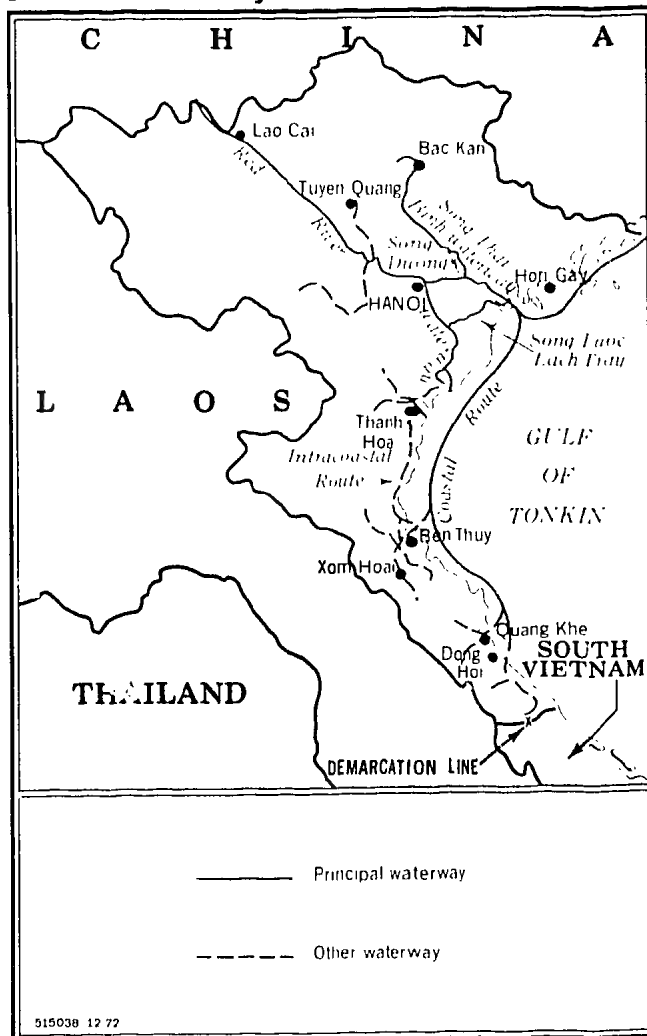 C H I N A
Lao Cai
Bac Kan
Red
River
Tuyen Quang
Song
Duong
Song Thai
Binh
Hon Gay
HANOI
Song Luoc
Lach Tray
L A O S
Thanh
Hoa
Coastal
Route
GULF
OF
TONKIN
Intracoastal
Route
Ben Thuy
Xom Hoai
Quang Khe
Dong
Hoi
SOUTH
VIETNAM
THAILAND
DEMARCATION LINE
Principal waterway
Other waterway
515038 12 72